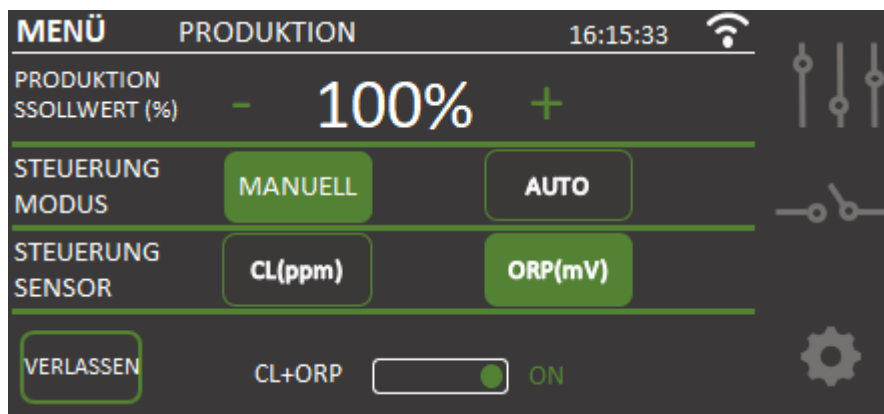 MENÜ PRODUKTION 16:15:33
PRODUKTION
SSOLLWERT (%) - 100% +
STEUERUNG
MODUS MANUELL AUTO
STEUERUNG
SENSOR CL(ppm) ORP(mV)
VERLASSEN CL+ORP ON